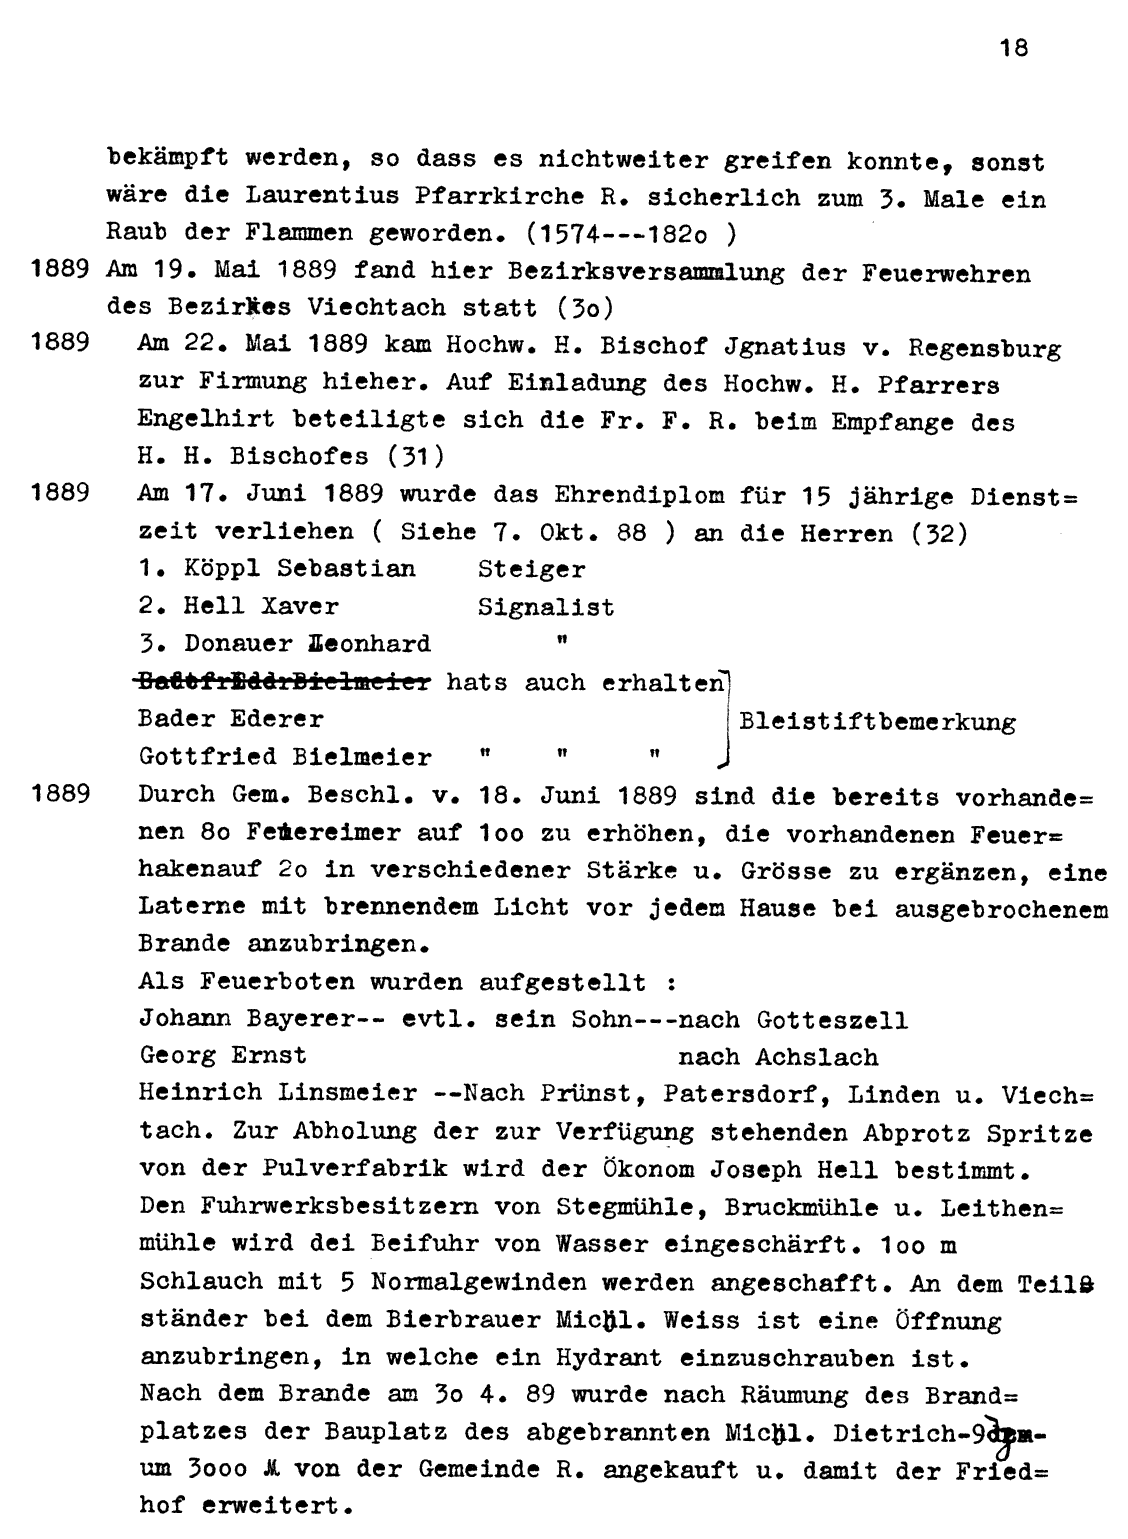 18
bekämpft werden, so dass es nichtweiter greifen konnte, sonst
wäre die Laurentius Pfarrkirche R. sicherlich zum 3. Male ein
Raub der Flammen geworden. (1574---182o )
1889 Am 19. Mai 1889 fand hier Bezirksversammlung der Feuerwehren
des Bezirkes Viechtach statt (3o)
1889 Am 22. Mai 1889 kam Hochw. H. Bischof Jgnatius v. Regensburg
zur Firmung hieher. Auf Einladung des Hochw. H. Pfarrers
Engelhirt beteiligte sich die Fr. F. R. beim Empfange des
H. H. Bischofes (31)
1889 Am 17. Juni 1889 wurde das Ehrendiplom für 15 jährige Dienst=
zeit verliehen ( Siehe 7. Okt. 88 ) an die Herren (32)
1. Köppl Sebastian Steiger
2. Hell Xaver Signalist
3. Donauer Leonhard "
hats auch erhalten
Bader Ederer Bleistiftbemerkung
Gottfried Bielmeier " " "
1889 Durch Gem. Beschl. v. 18. Juni 1889 sind die bereits vorhande=
nen 8o Feuereimer auf 1oo zu erhöhen, die vorhandenen Feuer=
hakenauf 2o in verschiedener Stärke u. Grösse zu ergänzen, eine
Laterne mit brennendem Licht vor jedem Hause bei ausgebrochenem
Brande anzubringen.
Als Feuerboten wurden aufgestellt :
Johann Bayerer-- evtl. sein Sohn---nach Gotteszell
Georg Ernst nach Achslach
Heinrich Linsmeier --Nach Prünst, Patersdorf, Linden u. Viech=
tach. Zur Abholung der zur Verfügung stehenden Abprotz Spritze
von der Pulverfabrik wird der Ökonom Joseph Hell bestimmt.
Den Fuhrwerksbesitzern von Stegmühle, Bruckmühle u. Leithen=
mühle wird dei Beifuhr von Wasser eingeschärft. 1oo m
Schlauch mit 5 Normalgewinden werden angeschafft. An dem Teil
ständer bei dem Bierbrauer Michl. Weiss ist eine Öffnung
anzubringen, in welche ein Hydrant einzuschrauben ist.
Nach dem Brande am 3o 4. 89 wurde nach Räumung des Brand=
platzes der Bauplatz des abgebrannten Michl. Dietrich-
um 3ooo M von der Gemeinde R. angekauft u. damit der Fried=
hof erweitert.